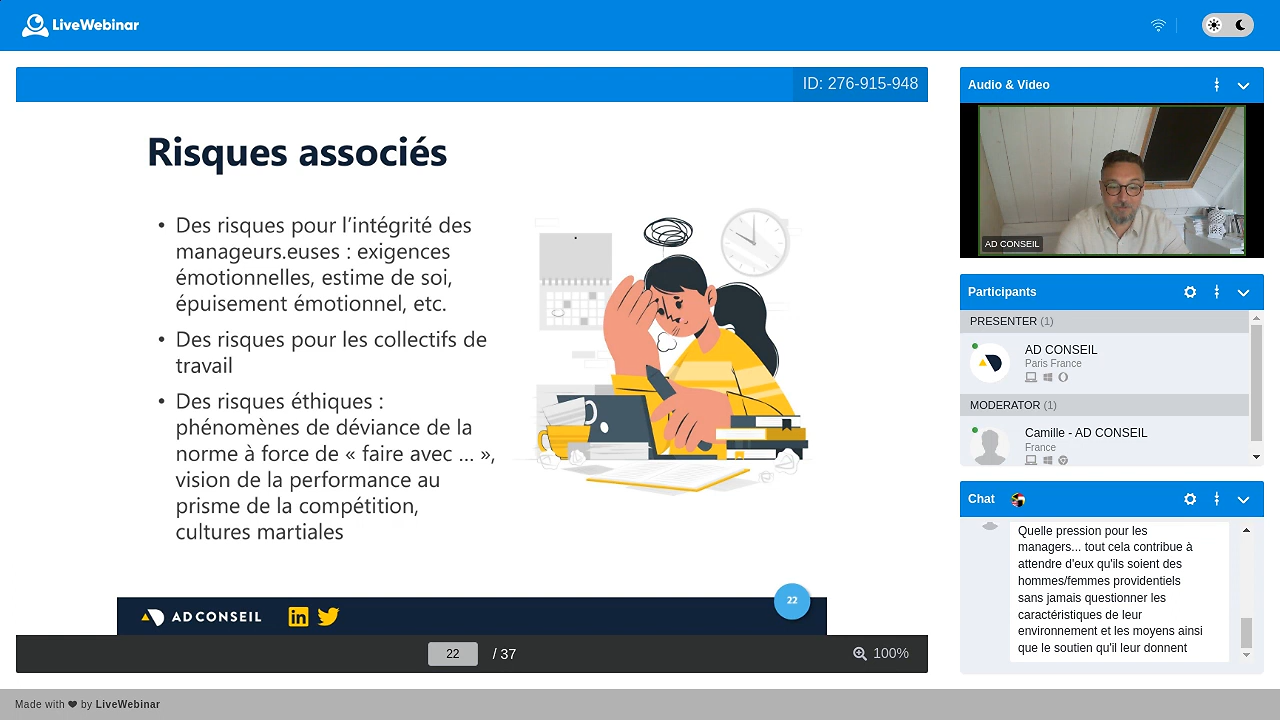 LiveWebinar
ID: 276-915-948
Risques associés
• Des risques pour l’intégrité des
manageurs.euses : exigences
émotionnelles, estime de soi,
épuisement émotionnel, etc.
• Des risques pour les collectifs de
travail
• Des risques éthiques :
phénomènes de déviance de la
norme à force de « faire avec ... »,
vision de la performance au
prisme de la compétition,
cultures martiales
AD CONSEIL
22
22 / 37
100%
Audio & Video
AD CONSEIL
Participants
PRESENTER (1)
AD CONSEIL
Paris France
MODERATOR (1)
Camille - AD CONSEIL
France
Chat
Quelle pression pour les
managers... tout cela contribue à
attendre d'eux qu'ils soient des
hommes/femmes providentiels
sans jamais questionner les
caractéristiques de leur
environnement et les moyens ainsi
que le soutien qu'il leur donnent
Made with ❤ by LiveWebinar